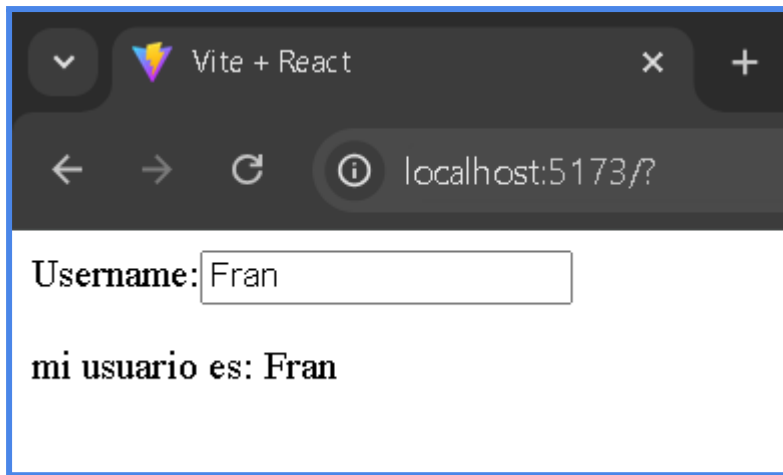 Vite + React
localhost:5173/?
Username: Fran
mi usuario es: Fran